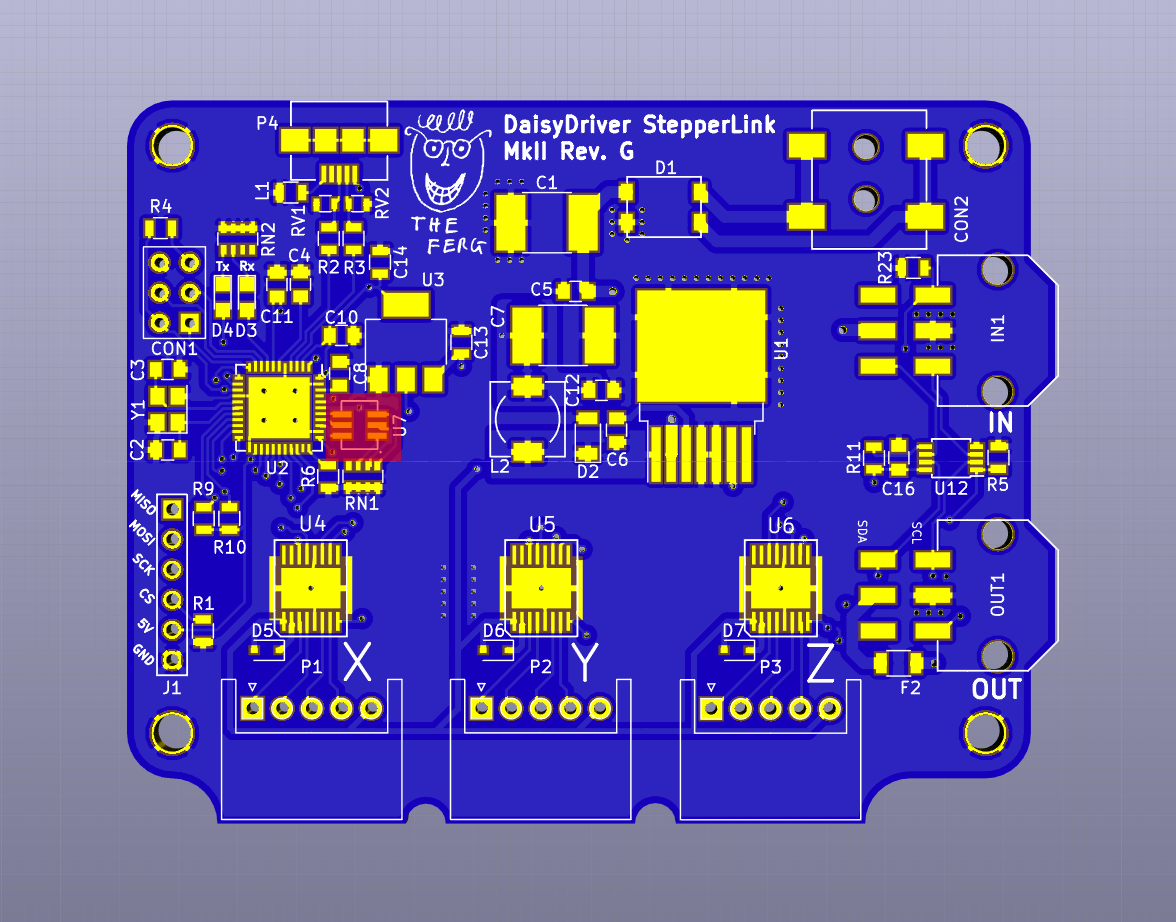 P4
DaisyDriver StepperLink
MkII Rev. G
L1
RV1
RV2
C1
D1
R4
RN2
THE
FERG
CON2
Tx Rx
C4
R2 R3
C14
R23
D4 D3
C11
U3
C5
C7
CON1
C10
C13
U1
IN1
C3
C8
C12
Y1
U7
IN
C2
U2
R6
L2
D2
C6
R11
C16
U12
R5
RN1
MISO
MOSI
SCK
CS
5V
GND
R9
R10
U4
U5
U6
SDA
SCL
OUT1
R1
D5
D6
D7
P1
X
P2
Y
P3
Z
F2
OUT
J1